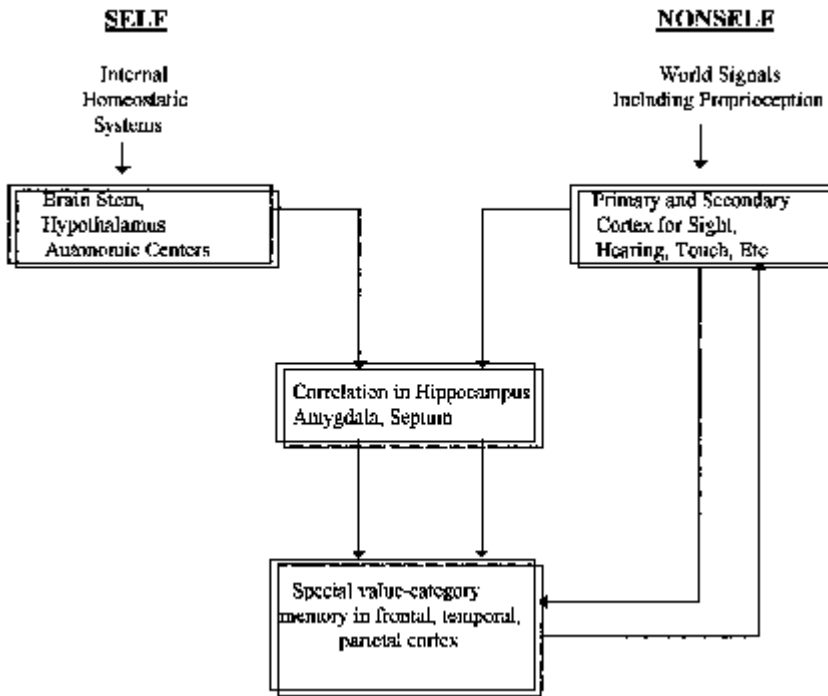 SELF
NONSELF
Internal
Homeostatic
Systems
World Signals
Including Proprioception
Brain Stem,
Hypothalamus
Autonomic Centers
Primary and Secondary
Cortex for Sight,
Hearing, Touch, Etc
Correlation in Hippocampus
Amygdala, Septum
Special value-category
memory in frontal, temporal,
parietal cortex